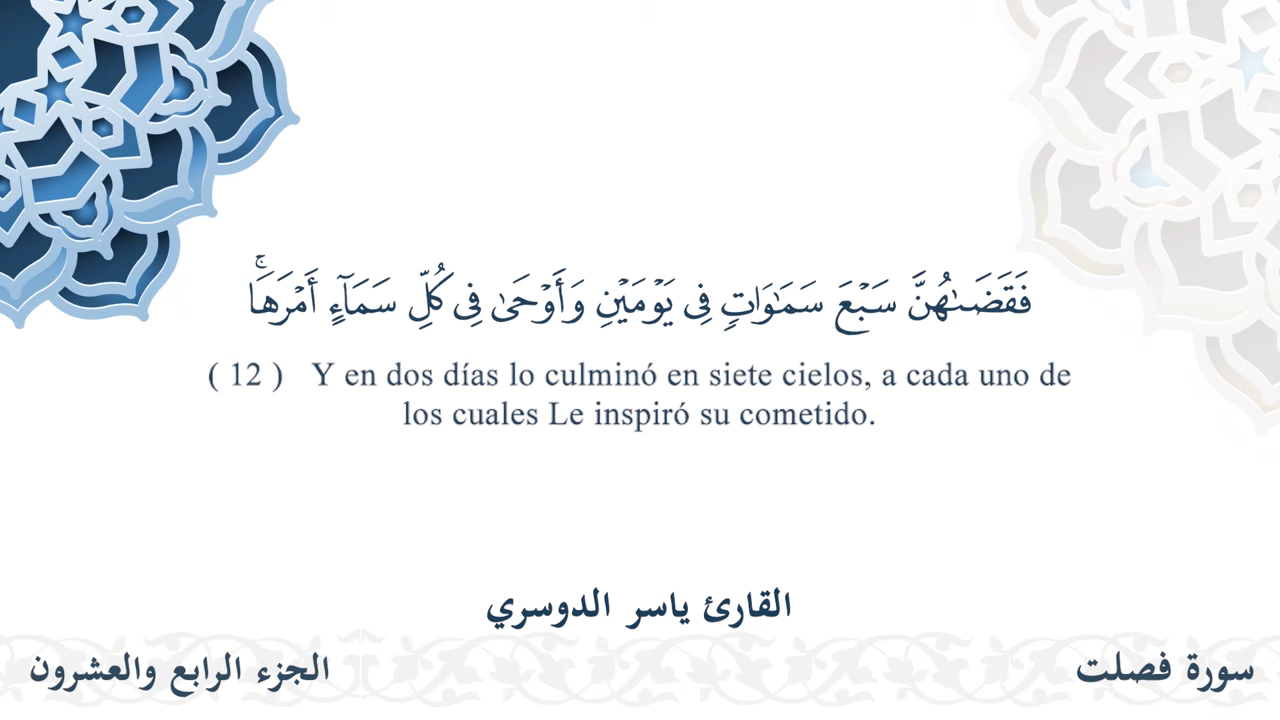 فَقَضَىٰهُنَّ سَبۡعَ سَمَٰوَاتٖ فِي يَوۡمَيۡنِ وَأَوۡحَىٰ فِي كُلِّ سَمَآءٍ أَمۡرَهَاۚ
( 12 ) Y en dos días lo culminó en siete cielos, a cada uno de
los cuales Le inspiró su cometido.
القارئ ياسر الدوسري
سورة فصلت
الجزء الرابع والعشرون